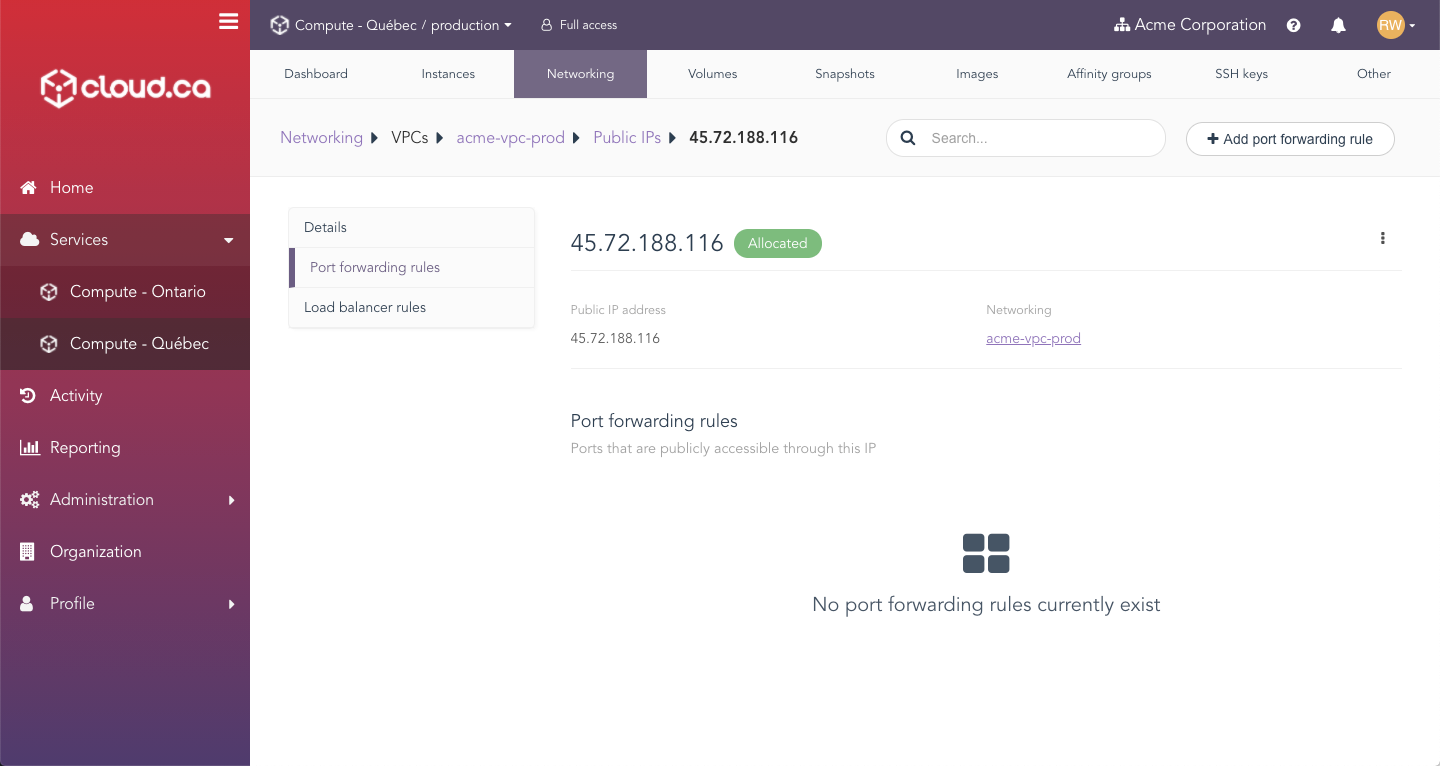 Compute - Québec / production
Full access
Acme Corporation
RW
cloud.ca
Dashboard
Instances
Networking
Volumes
Snapshots
Images
Affinity groups
SSH keys
Other
Networking VPCs acme-vpc-prod Public IPs 45.72.188.116
Search...
Add port forwarding rule
Home
Services
Compute - Ontario
Compute - Québec
Activity
Reporting
Administration
Organization
Profile
Details
Port forwarding rules
Load balancer rules
45.72.188.116 Allocated
Public IP address
45.72.188.116
Networking
acme-vpc-prod
Port forwarding rules
Ports that are publicly accessible through this IP
No port forwarding rules currently exist